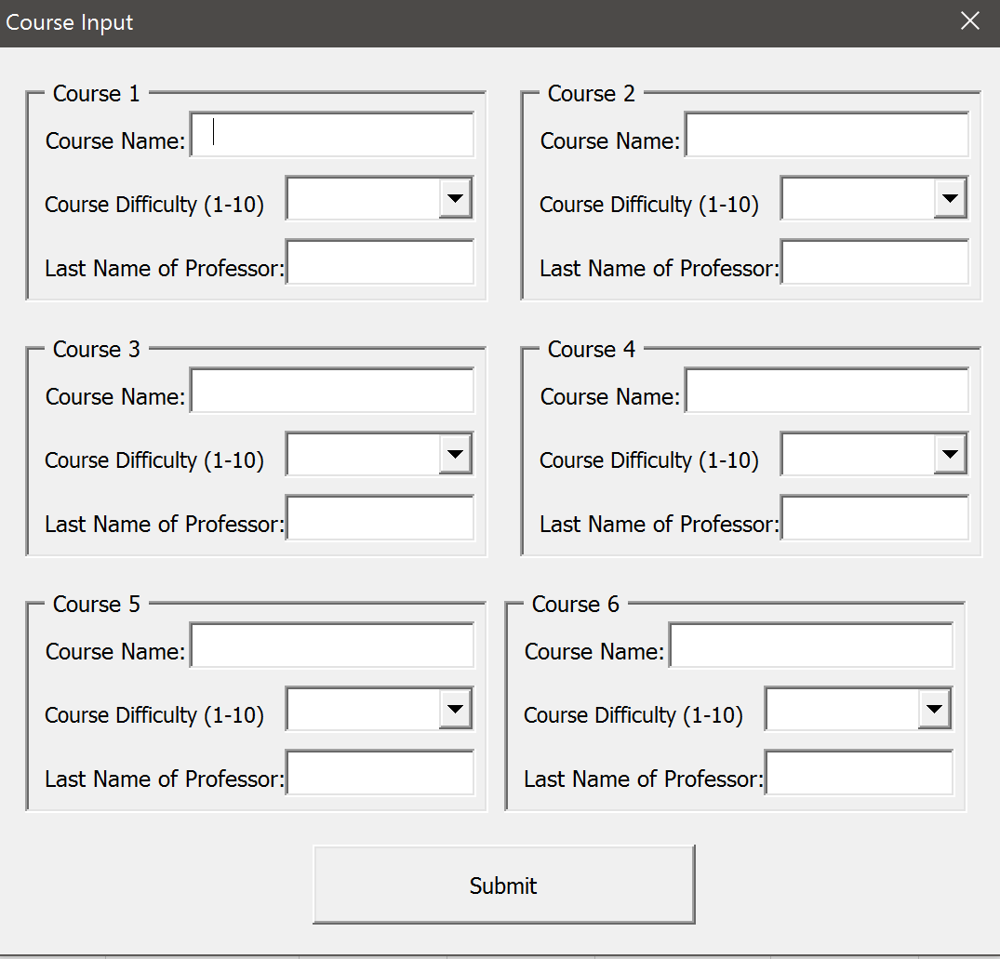 Course Input
Course 1
Course Name:
Course Difficulty (1-10)
Last Name of Professor:
Course 2
Course Name:
Course Difficulty (1-10)
Last Name of Professor:
Course 3
Course Name:
Course Difficulty (1-10)
Last Name of Professor:
Course 4
Course Name:
Course Difficulty (1-10)
Last Name of Professor:
Course 5
Course Name:
Course Difficulty (1-10)
Last Name of Professor:
Course 6
Course Name:
Course Difficulty (1-10)
Last Name of Professor:
Submit